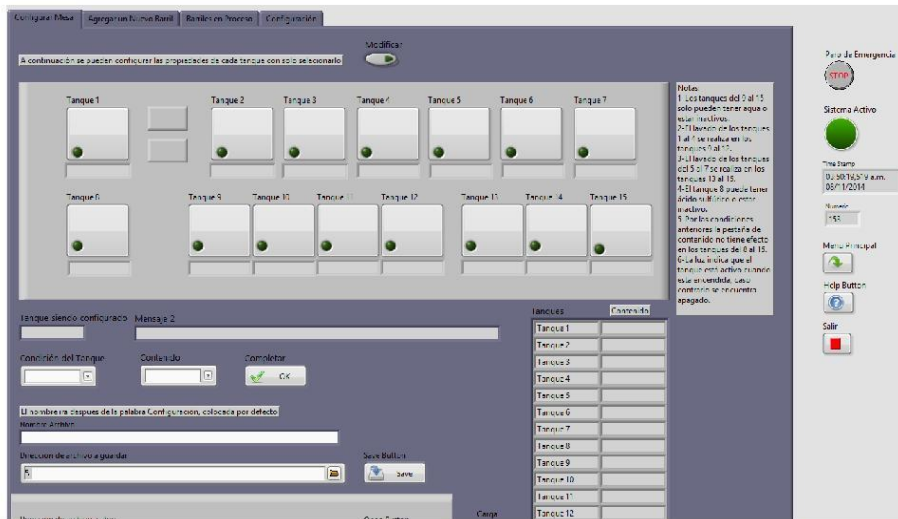 Configurar Mesa
Agregar un Nuevo Barril
Barriles en Proceso
Configuración
Modificar
A continuación se pueden configurar las propiedades de cada tanque con solo selecionarlo
Tanque 1
Tanque 2
Tanque 3
Tanque 4
Tanque 5
Tanque 6
Tanque 7
Tanque 9
Tanque 10
Tanque 11
Tanque 12
Tanque 13
Tanque 14
Tanque 15
Notas
1-Los tanques del 9 al 15
solo pueden tener agua o
estar inactivos.
2-El lavado de los tanques
1 al 4 se realiza en los
tanques 9 al 12.
3-El lavado de los tanques
del 5 al 7 se realiza en los
tanques 13 al 15.
4-El tanque 8 puede tener
ácido sulfúrico o estar
inactivo.
5-Por las condiciones
anteriores la pestaña de
contenido no tiene efecto
en los tanques del 8 al 15.
6-La luz indica que el
tanque está activo cuando
esta encendida, caso
contrario se encuentra
apagado.
Paro de Emergencia
STOP
Sistema Activo
Time Stamp
08/11/2014
Numeric
153
Menu Principal
Help Button
Salir
Tanque siendo configurado
Mensaje 2
Condición del Tanque
Contenido
Completar
OK
El nombre ira despues de la palabra Configuracion, colocada por defecto
Nombre Archivo
Direccion de archivo a guardar
Save Button
Save
Tanques
Contenido
Tanque 1
Tanque 2
Tanque 3
Tanque 4
Tanque 5
Tanque 6
Tanque 7
Tanque 8
Tanque 9
Tanque 10
Tanque 11
Tanque 12
Carga